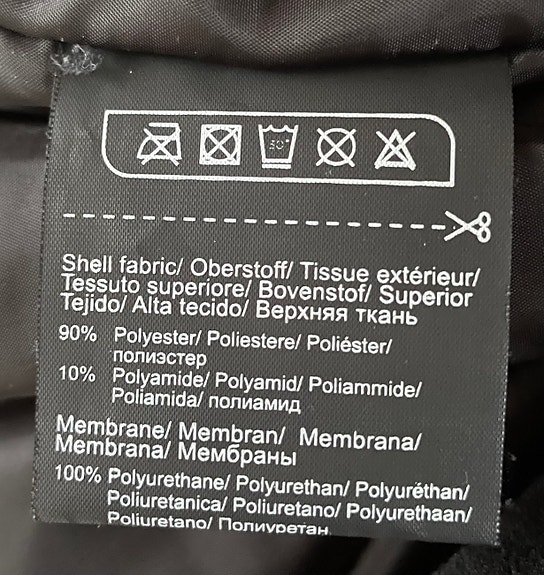 30°
Shell fabric/ Oberstoff/ Tissue extérieur/
Tessuto superiore/ Bovenstof/ Superior
Tejido/ Alta tecido/ Верхняя ткань
90% Polyester/ Poliestere/ Poliéster/
полиэстер
10% Polyamide/ Polyamid/ Poliammide/
Poliamida/ полиамид
Membrane/ Membran/ Membrana/
Membrana/ Мембраны
100% Polyurethane/ Polyurethan/ Polyuréthan/
Poliuretanica/ Poliuretano/ Polyurethaan/
Poliuretano/ Полиуретан